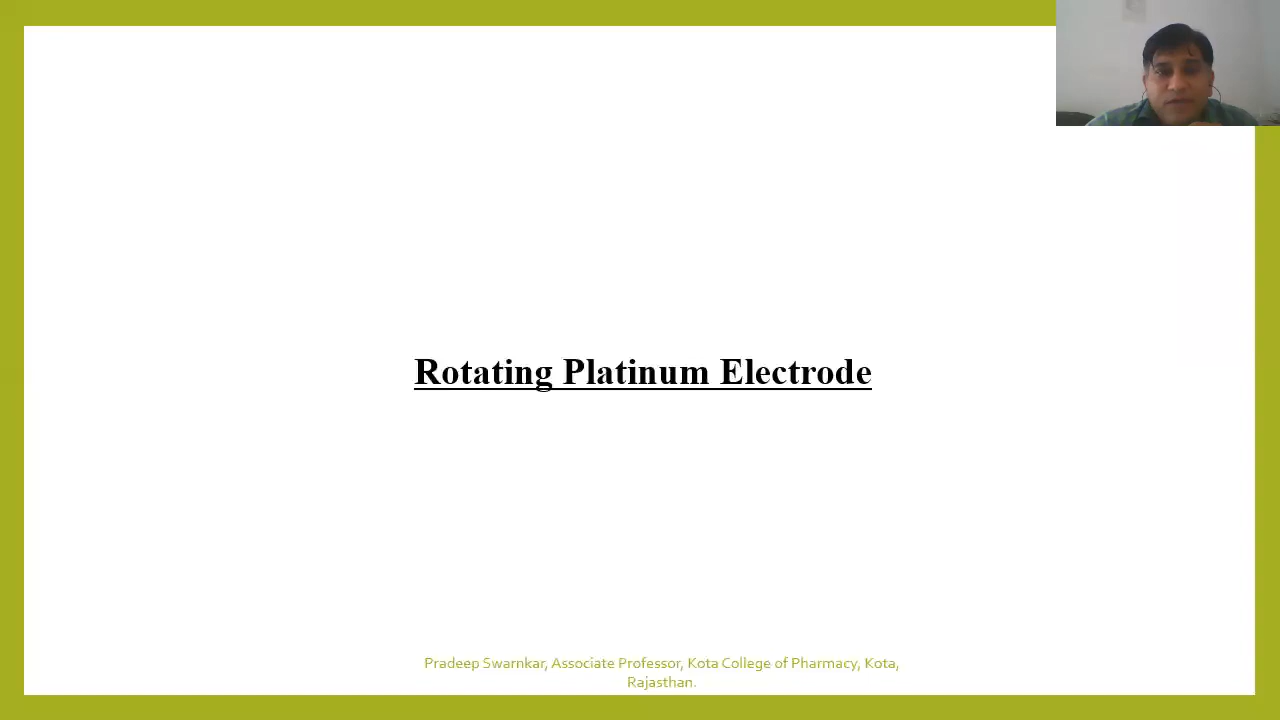 Rotating Platinum Electrode
Pradeep Swarnkar, Associate Professor, Kota College of Pharmacy, Kota,
Rajasthan.